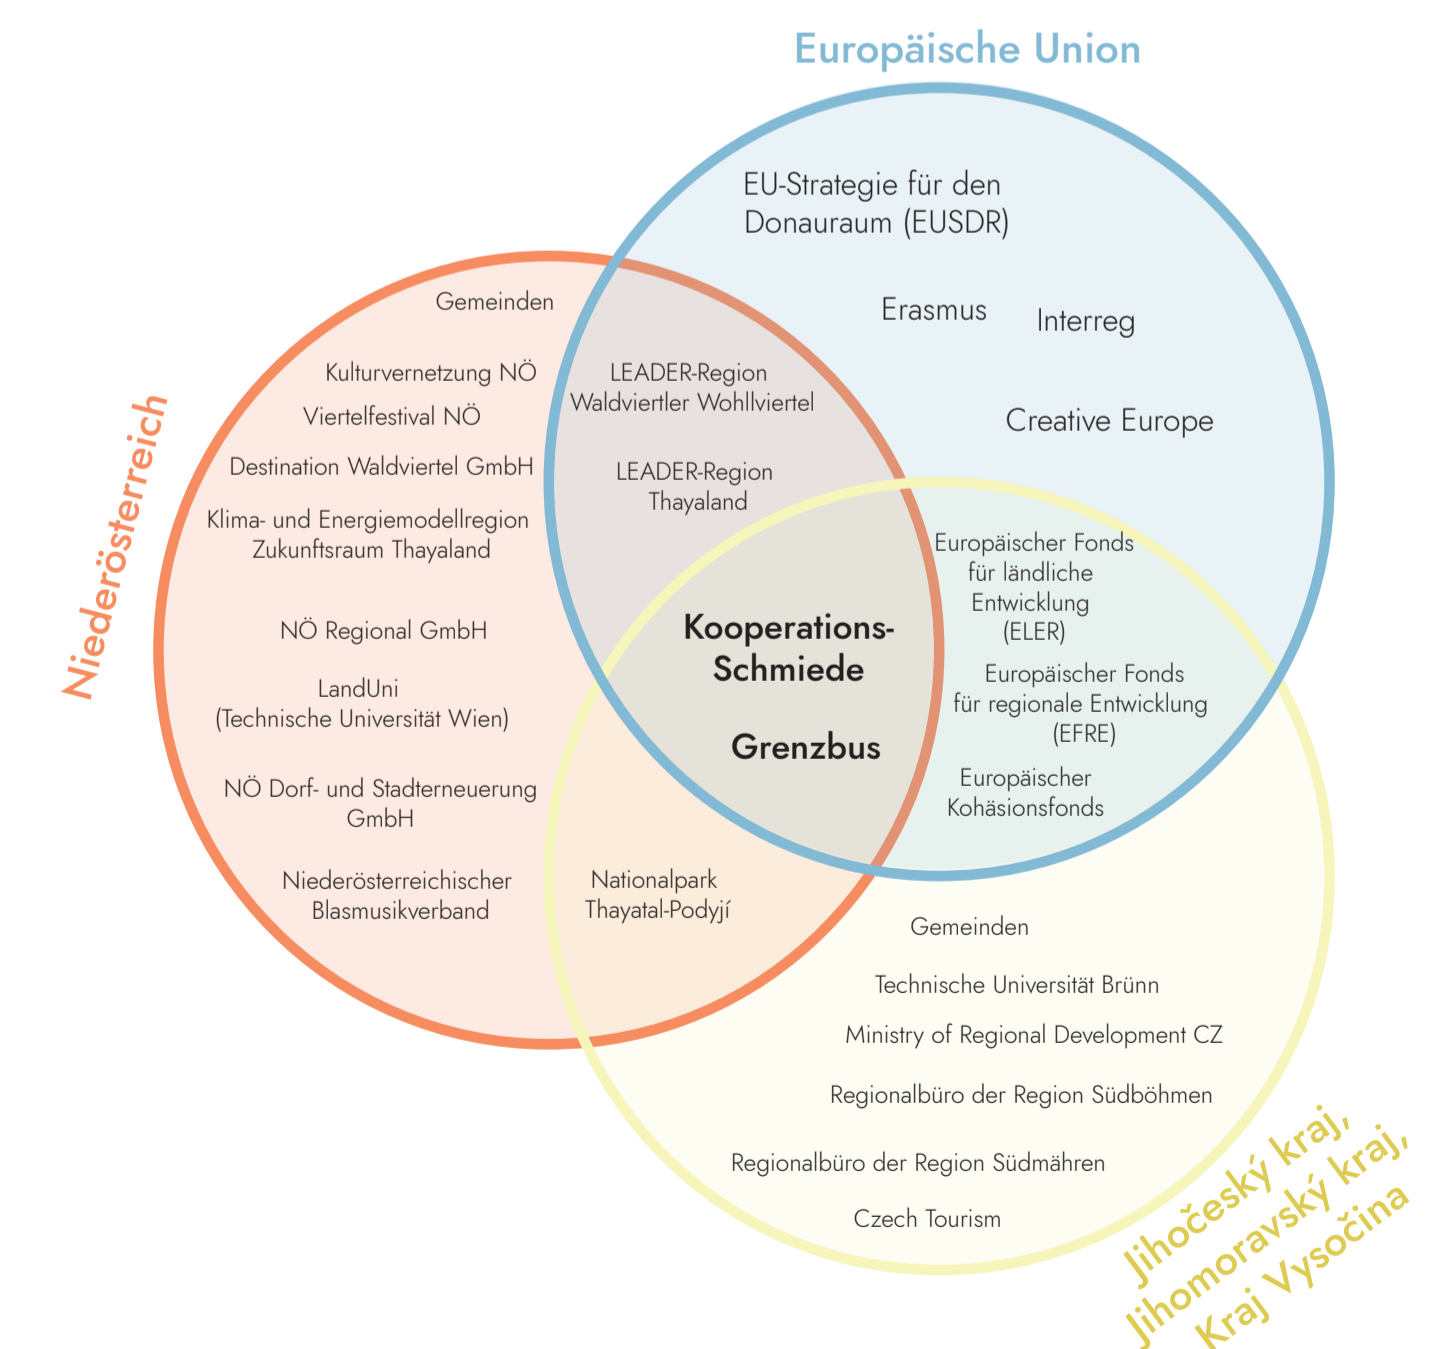 Europäische Union
EU-Strategie für den
Donauraum (EUSDR)
Erasmus
Interreg
Creative Europe
Niederösterreich
Gemeinden
Kulturvernetzung NÖ
Viertelfestival NÖ
Destination Waldviertel GmbH
Klima- und Energiemodellregion
Zukunftsraum Thayaland
NÖ Regional GmbH
LandUni
(Technische Universität Wien)
NÖ Dorf- und Stadterneuerung
GmbH
Niederösterreichischer
Blasmusikverband
LEADER-Region
Waldviertler Wohllviertel
LEADER-Region
Thayaland
Kooperations-
Schmiede
Grenzbus
Europäischer Fonds
für ländliche
Entwicklung
(ELER)
Europäischer Fonds
für regionale Entwicklung
(EFRE)
Europäischer
Kohäsionsfonds
Nationalpark
Thayatal-Podyjí
Gemeinden
Technische Universität Brünn
Ministry of Regional Development CZ
Regionalbüro der Region Südböhmen
Regionalbüro der Region Südmähren
Czech Tourism
Jihočeský kraj,
Jihomoravský kraj,
Kraj Vysočina